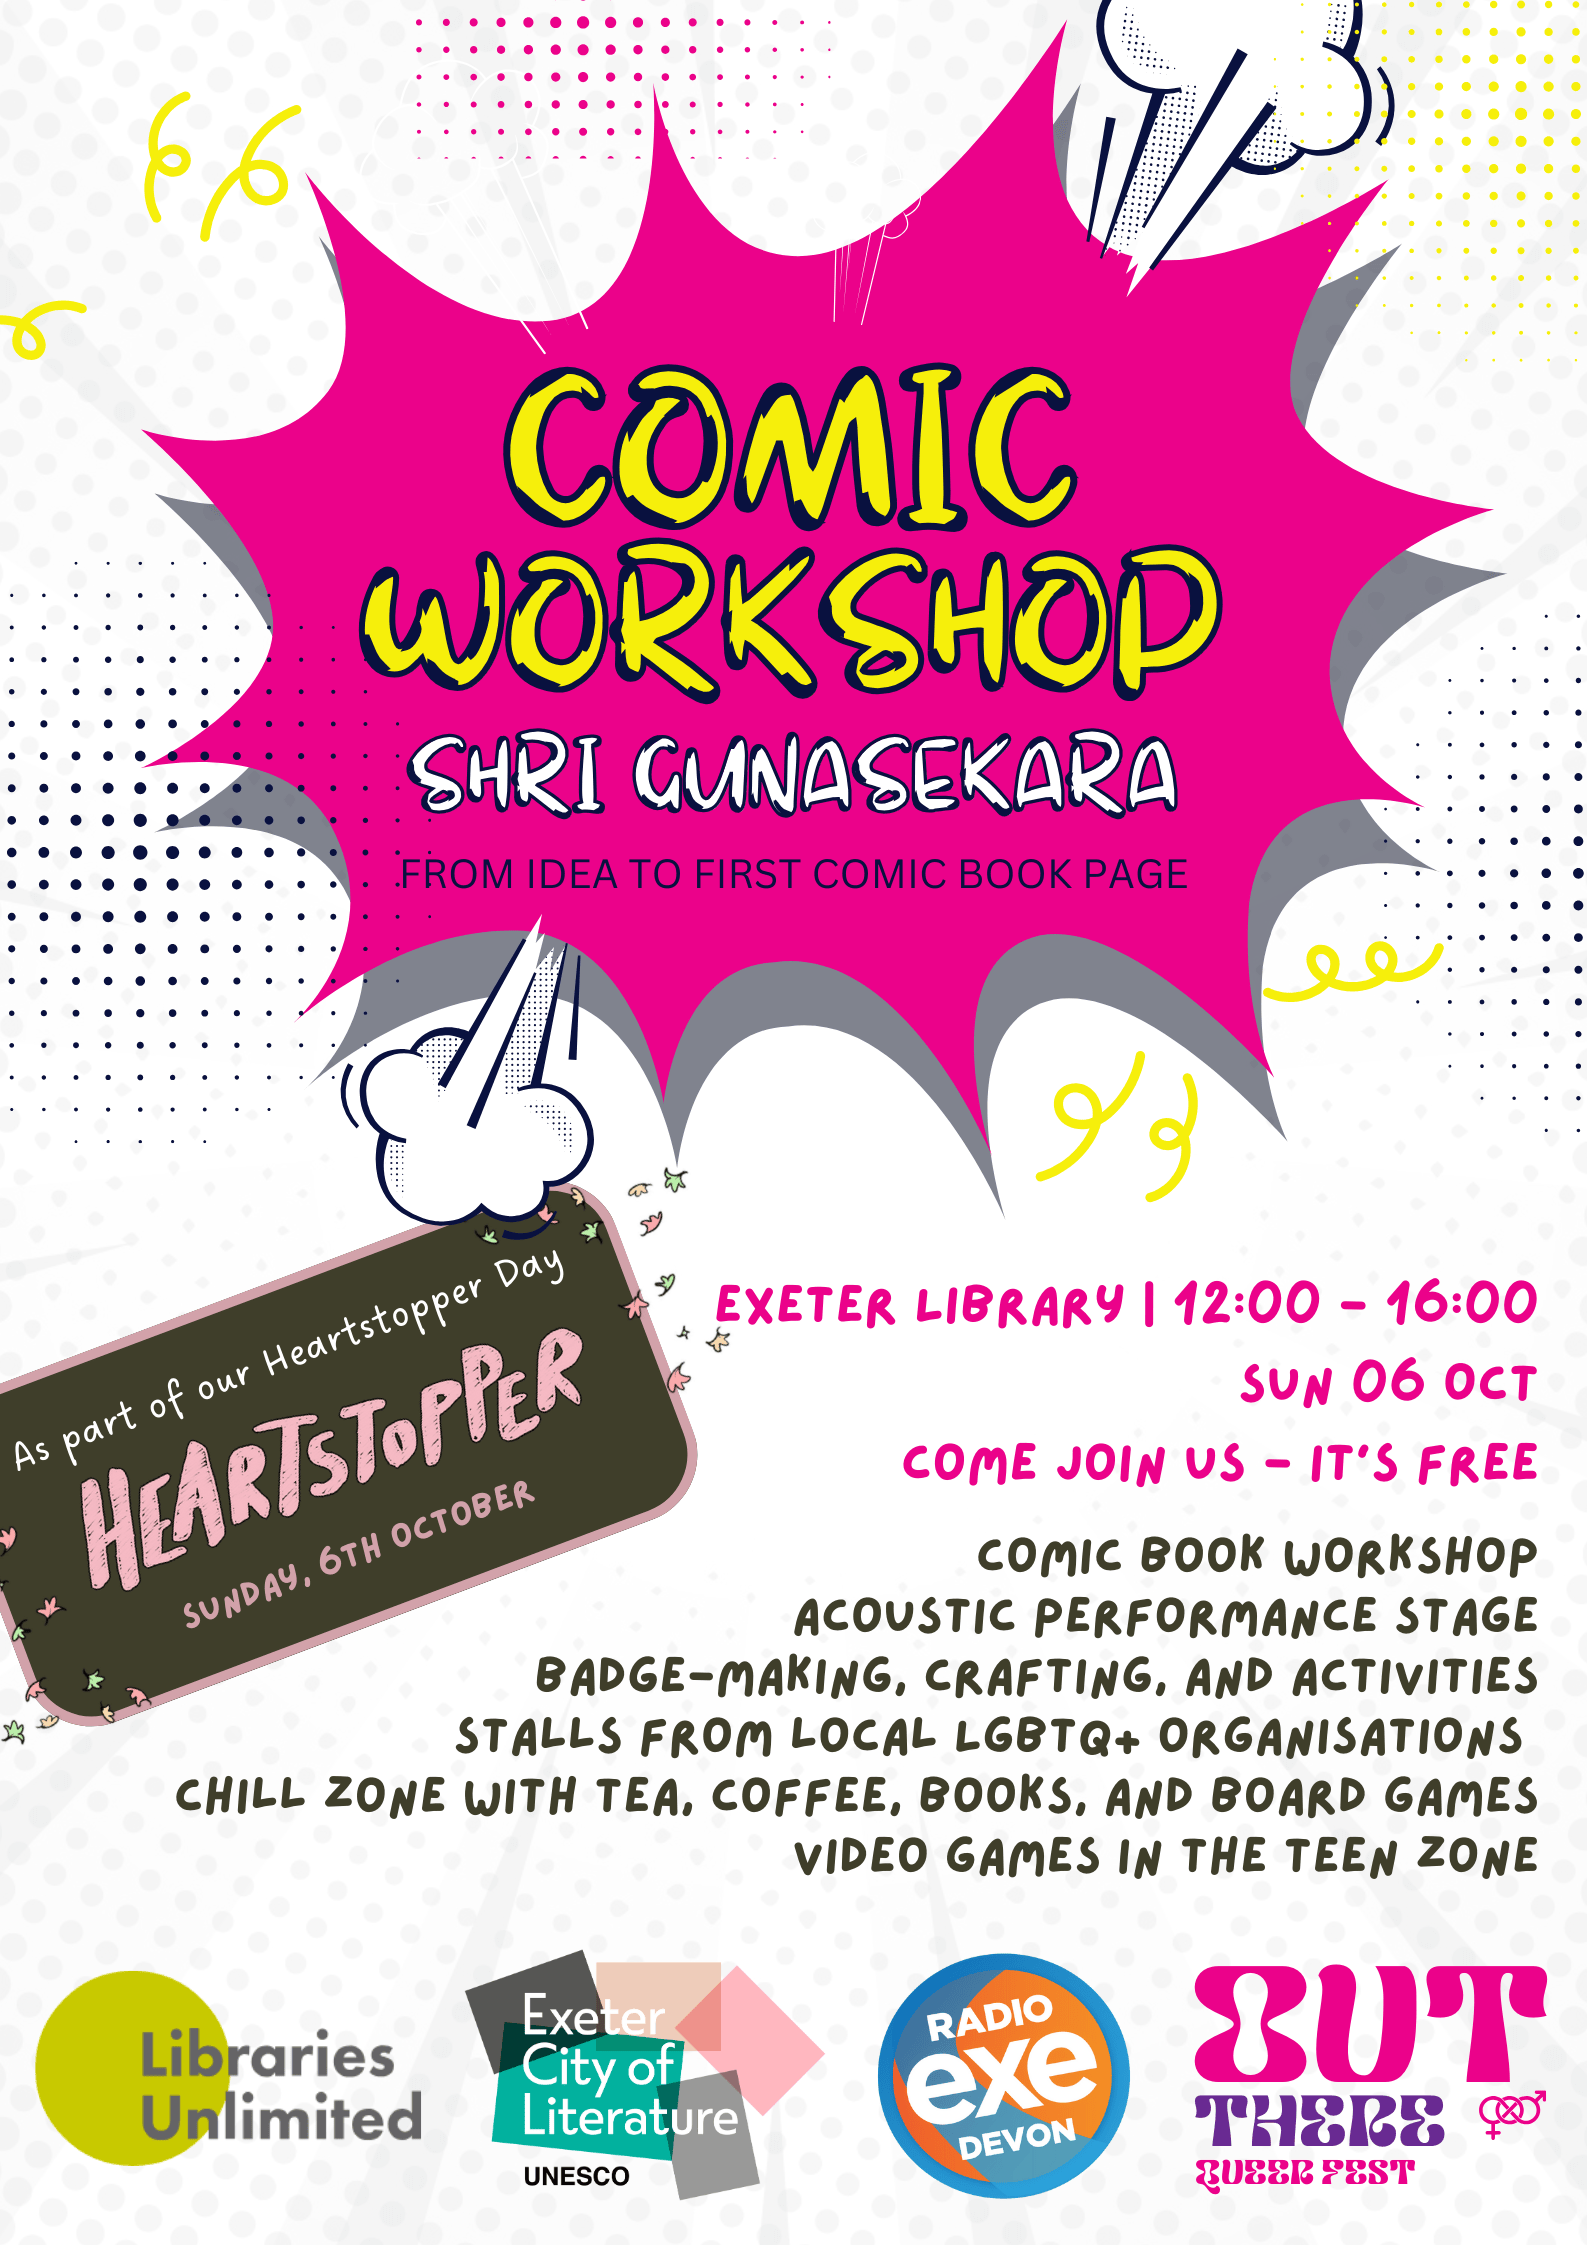 COMIC
WORKSHOP
SHRI GUNASEKARA
FROM IDEA TO FIRST COMIC BOOK PAGE
As part of our Heartstopper Day
HEARTSTOPPER
SUNDAY, 6TH OCTOBER
EXETER LIBRARY | 12:00 - 16:00
SUN 06 OCT
COME JOIN US - IT'S FREE
COMIC BOOK WORKSHOP
ACOUSTIC PERFORMANCE STAGE
BADGE-MAKING, CRAFTING, AND ACTIVITIES
STALLS FROM LOCAL LGBTQ+ ORGANISATIONS
CHILL ZONE WITH TEA, COFFEE, BOOKS, AND BOARD GAMES
VIDEO GAMES IN THE TEEN ZONE
Libraries
Unlimited
Exeter
City of
Literature
UNESCO
RADIO
exe
DEVON
OUT
THERE
QUEER FEST